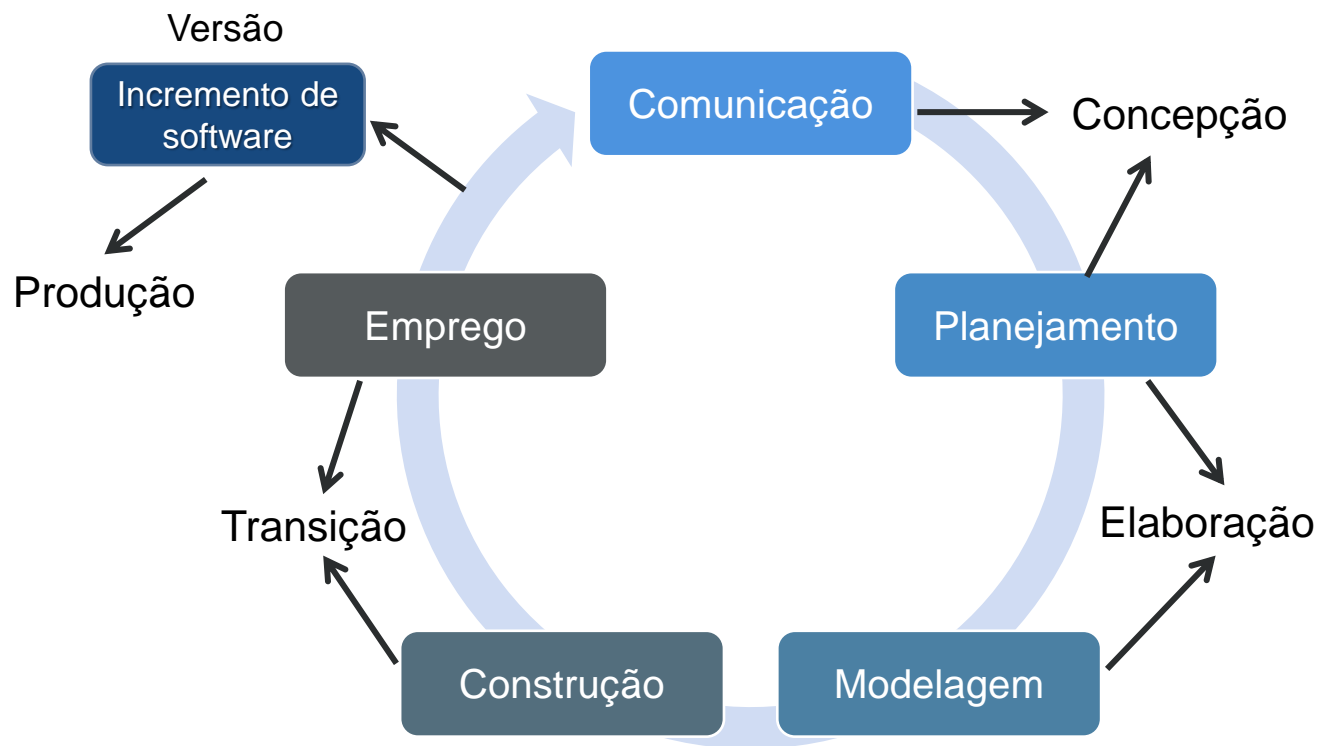 Versão
Incremento de
software
Comunicação
Concepção
Produção
Emprego
Planejamento
Transição
Elaboração
Construção
Modelagem